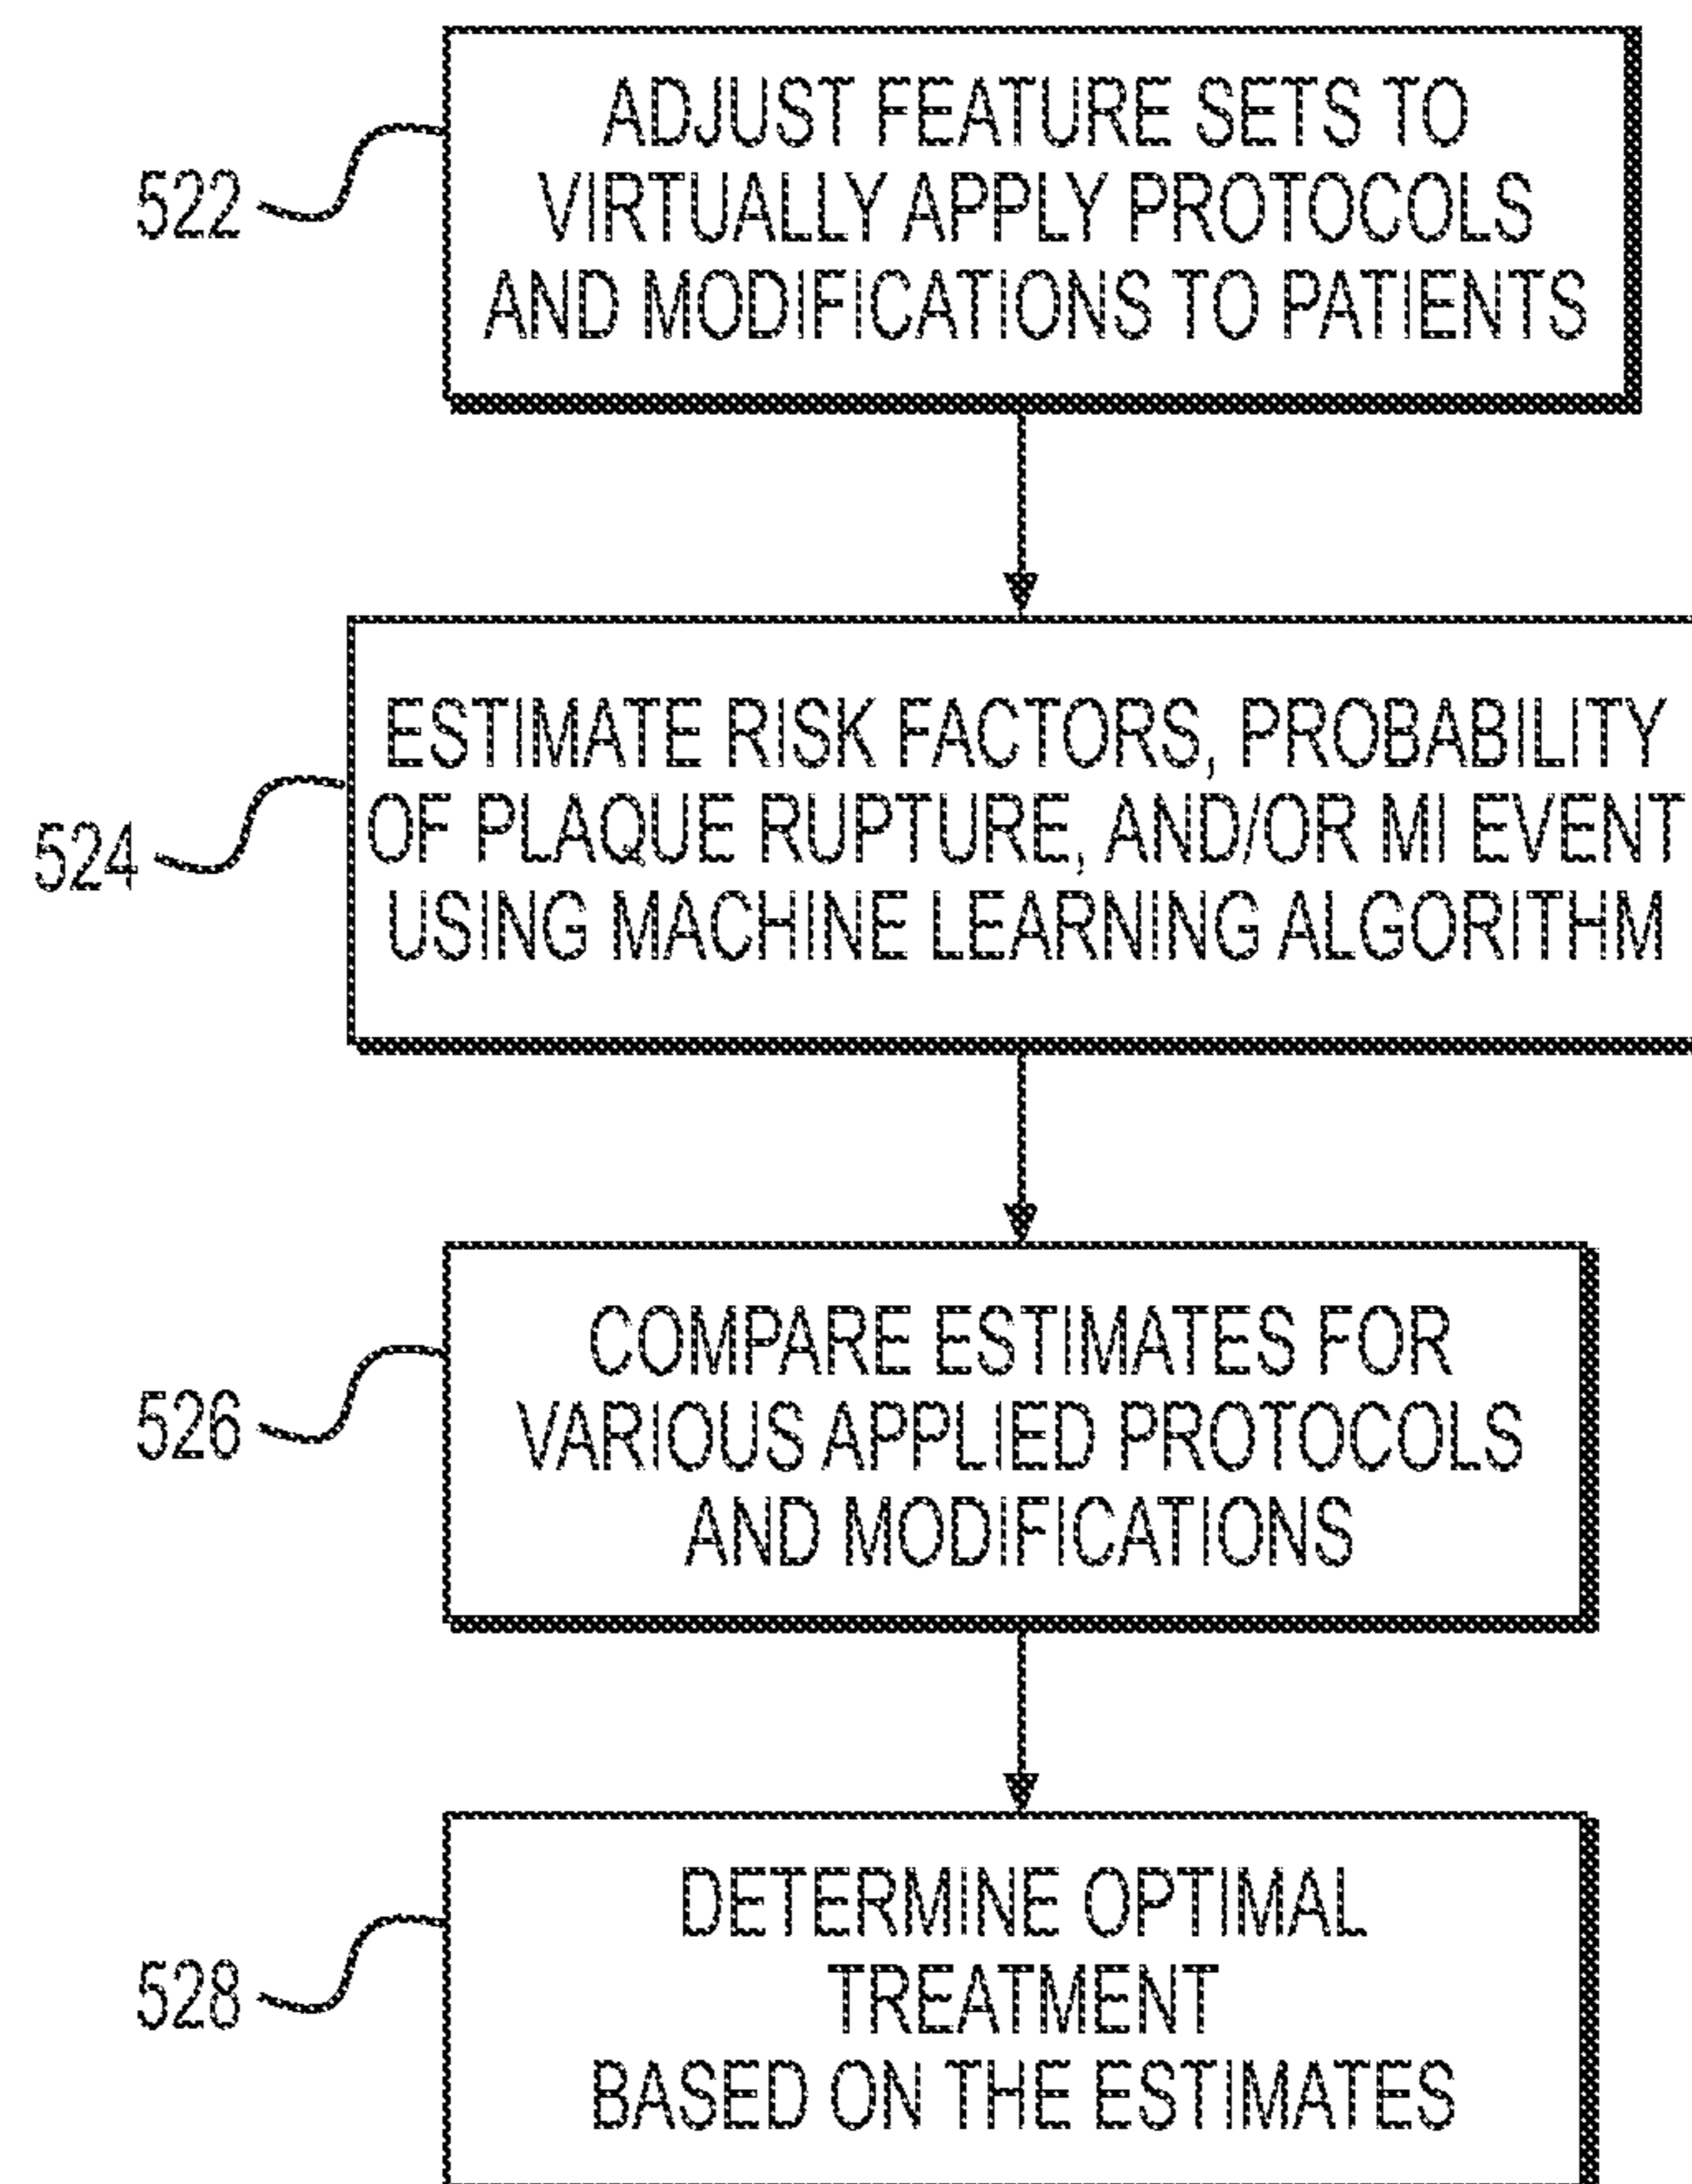 522
ADJUST FEATURE SETS TO
VIRTUALLY APPLY PROTOCOLS
AND MODIFICATIONS TO PATIENTS
524
ESTIMATE RISK FACTORS, PROBABILITY
OF PLAQUE RUPTURE, AND/OR MI EVENT
USING MACHINE LEARNING ALGORITHM
526
COMPARE ESTIMATES FOR
VARIOUS APPLIED PROTOCOLS
AND MODIFICATIONS
528
DETERMINE OPTIMAL
TREATMENT
BASED ON THE ESTIMATES